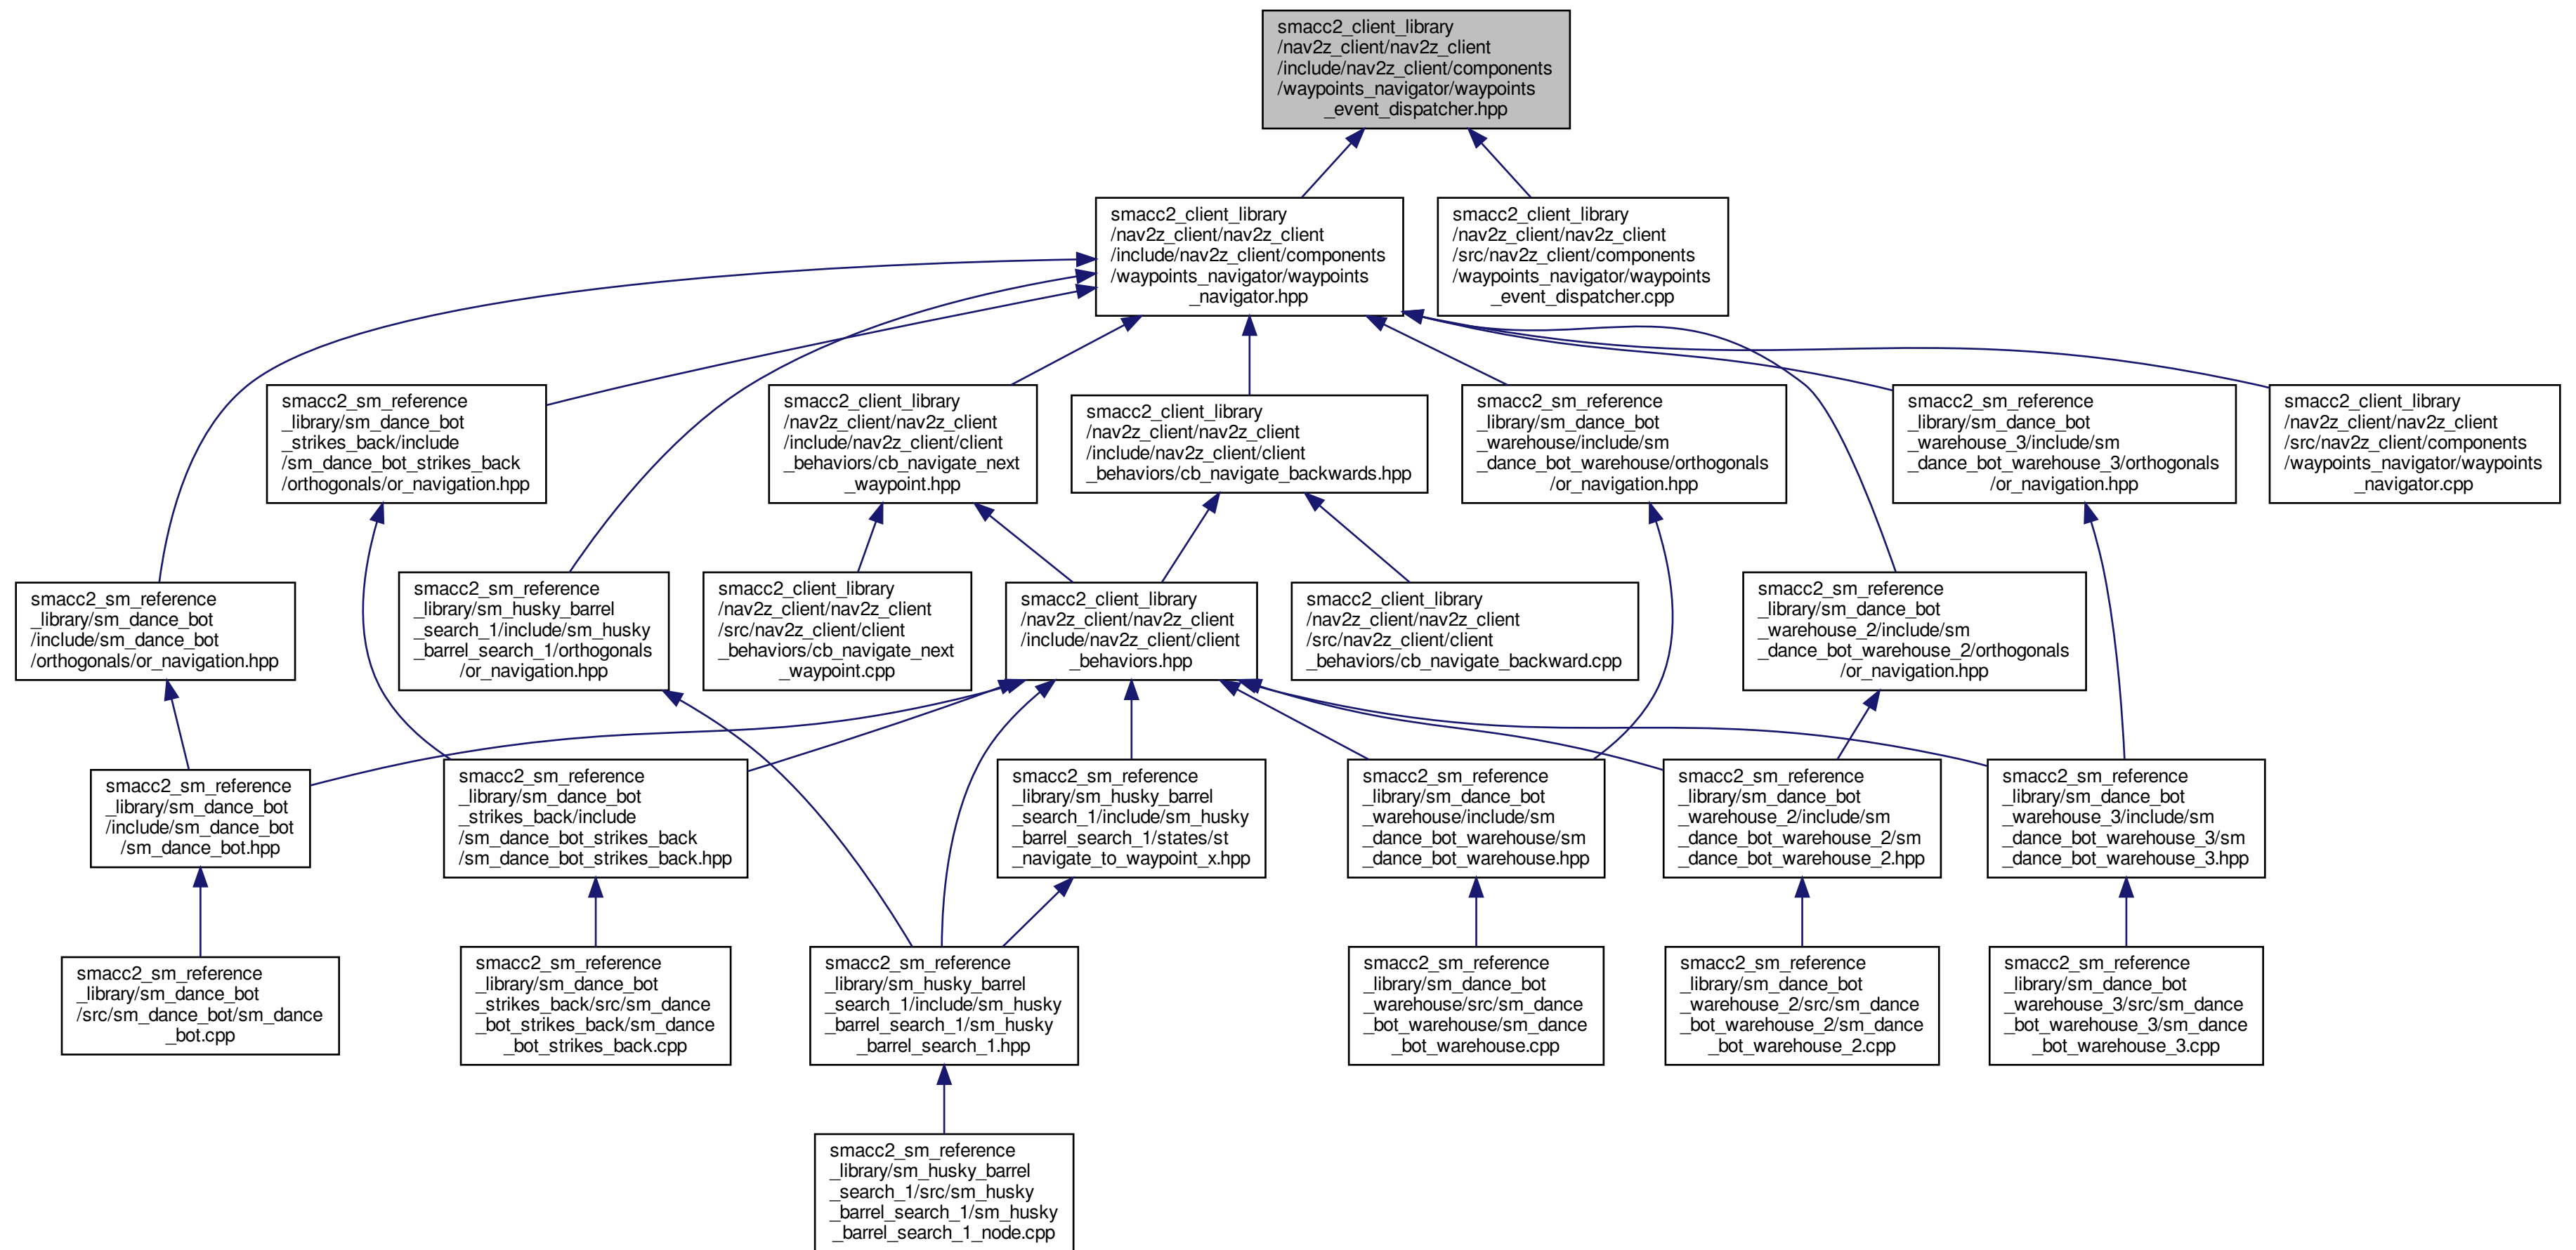 smacc2_client_library
/nav2z_client/nav2z_client
/include/nav2z_client/components
/waypoints_navigator/waypoints
_event_dispatcher.hpp
smacc2_client_library
/nav2z_client/nav2z_client
/include/nav2z_client/components
/waypoints_navigator/waypoints
_navigator.hpp
smacc2_client_library
/nav2z_client/nav2z_client
/src/nav2z_client/components
/waypoints_navigator/waypoints
_event_dispatcher.cpp
smacc2_sm_reference
_library/sm_dance_bot
_strikes_back/include
/sm_dance_bot_strikes_back
/orthogonals/or_navigation.hpp
smacc2_client_library
/nav2z_client/nav2z_client
/include/nav2z_client/client
_behaviors/cb_navigate_next
_waypoint.hpp
smacc2_client_library
/nav2z_client/nav2z_client
/include/nav2z_client/client
_behaviors/cb_navigate_backwards.hpp
smacc2_sm_reference
_library/sm_dance_bot
_warehouse/include/sm
_dance_bot_warehouse/orthogonals
/or_navigation.hpp
smacc2_sm_reference
_library/sm_dance_bot
_warehouse_3/include/sm
_dance_bot_warehouse_3/orthogonals
/or_navigation.hpp
smacc2_client_library
/nav2z_client/nav2z_client
/src/nav2z_client/components
/waypoints_navigator/waypoints
_navigator.cpp
smacc2_sm_reference
_library/sm_dance_bot
/include/sm_dance_bot
/orthogonals/or_navigation.hpp
smacc2_sm_reference
_library/sm_husky_barrel
_search_1/include/sm_husky
_barrel_search_1/orthogonals
/or_navigation.hpp
smacc2_client_library
/nav2z_client/nav2z_client
/src/nav2z_client/client
_behaviors/cb_navigate_next
_waypoint.cpp
smacc2_client_library
/nav2z_client/nav2z_client
/include/nav2z_client/client
_behaviors.hpp
smacc2_client_library
/nav2z_client/nav2z_client
/src/nav2z_client/client
_behaviors/cb_navigate_backward.cpp
smacc2_sm_reference
_library/sm_dance_bot
_warehouse_2/include/sm
_dance_bot_warehouse_2/orthogonals
/or_navigation.hpp
smacc2_sm_reference
_library/sm_dance_bot
/include/sm_dance_bot
/sm_dance_bot.hpp
smacc2_sm_reference
_library/sm_dance_bot
_strikes_back/include
/sm_dance_bot_strikes_back
/sm_dance_bot_strikes_back.hpp
smacc2_sm_reference
_library/sm_husky_barrel
_search_1/include/sm_husky
_barrel_search_1/states/st
_navigate_to_waypoint_x.hpp
smacc2_sm_reference
_library/sm_dance_bot
_warehouse/include/sm
_dance_bot_warehouse/sm
_dance_bot_warehouse.hpp
smacc2_sm_reference
_library/sm_dance_bot
_warehouse_2/include/sm
_dance_bot_warehouse_2/sm
_dance_bot_warehouse_2.hpp
smacc2_sm_reference
_library/sm_dance_bot
_warehouse_3/include/sm
_dance_bot_warehouse_3/sm
_dance_bot_warehouse_3.hpp
smacc2_sm_reference
_library/sm_dance_bot
/src/sm_dance_bot/sm_dance
_bot.cpp
smacc2_sm_reference
_library/sm_dance_bot
_strikes_back/src/sm_dance
_bot_strikes_back/sm_dance
_bot_strikes_back.cpp
smacc2_sm_reference
_library/sm_husky_barrel
_search_1/include/sm_husky
_barrel_search_1/sm_husky
_barrel_search_1.hpp
smacc2_sm_reference
_library/sm_dance_bot
_warehouse/src/sm_dance
_bot_warehouse/sm_dance
_bot_warehouse.cpp
smacc2_sm_reference
_library/sm_dance_bot
_warehouse_2/src/sm_dance
_bot_warehouse_2/sm_dance
_bot_warehouse_2.cpp
smacc2_sm_reference
_library/sm_dance_bot
_warehouse_3/src/sm_dance
_bot_warehouse_3/sm_dance
_bot_warehouse_3.cpp
smacc2_sm_reference
_library/sm_husky_barrel
_search_1/src/sm_husky
_barrel_search_1/sm_husky
_barrel_search_1_node.cpp